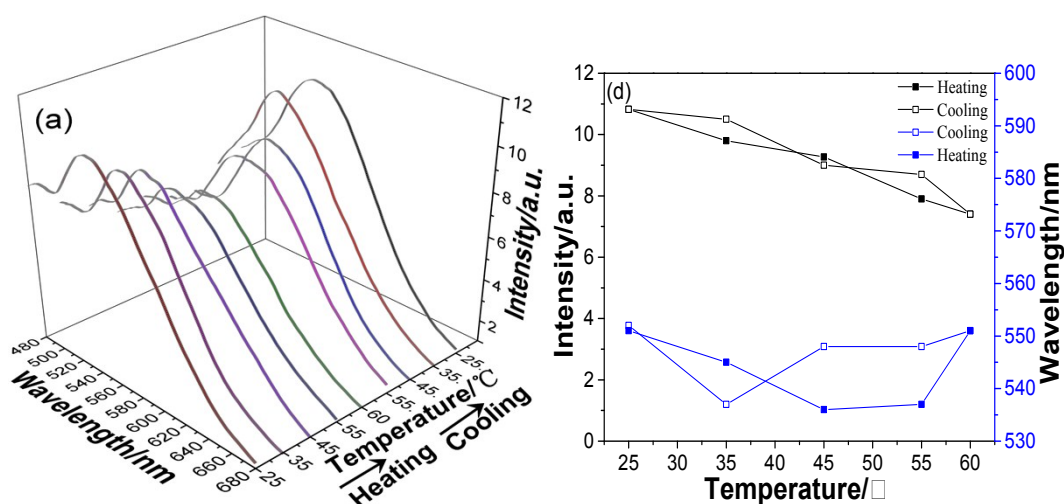 (a)
12
10
8
6
4
2
Intensity/a.u.
480
500
520
540
560
580
600
620
640
660
680
Wavelength/nm
25
35
45
55
60
55
45
35
25
Temperature/℃
Heating
Cooling
(d)
Heating
Cooling
Cooling
Heating
12
10
8
6
4
2
0
Intensity/a.u.
600
590
580
570
560
550
540
530
Wavelength/nm
25 30 35 40 45 50 55 60
Temperature/□